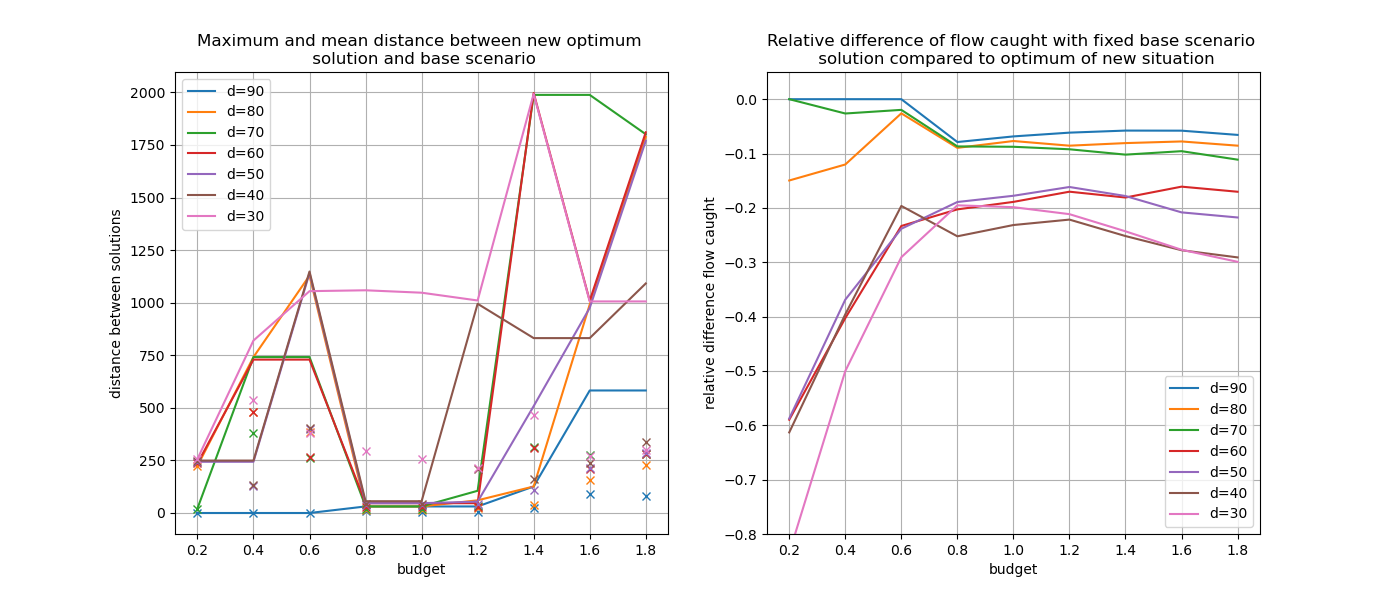 Maximum and mean distance between new optimum
solution and base scenario
distance between solutions
2000
1750
1500
1250
1000
750
500
250
0
d=90
d=80
d=70
d=60
d=50
d=40
d=30
0.2 0.4 0.6 0.8 1.0 1.2 1.4 1.6 1.8
budget
Relative difference of flow caught with fixed base scenario
solution compared to optimum of new situation
relative difference flow caught
0.0
−0.1
−0.2
−0.3
−0.4
−0.5
−0.6
−0.7
−0.8
d=90
d=80
d=70
d=60
d=50
d=40
d=30
0.2 0.4 0.6 0.8 1.0 1.2 1.4 1.6 1.8
budget